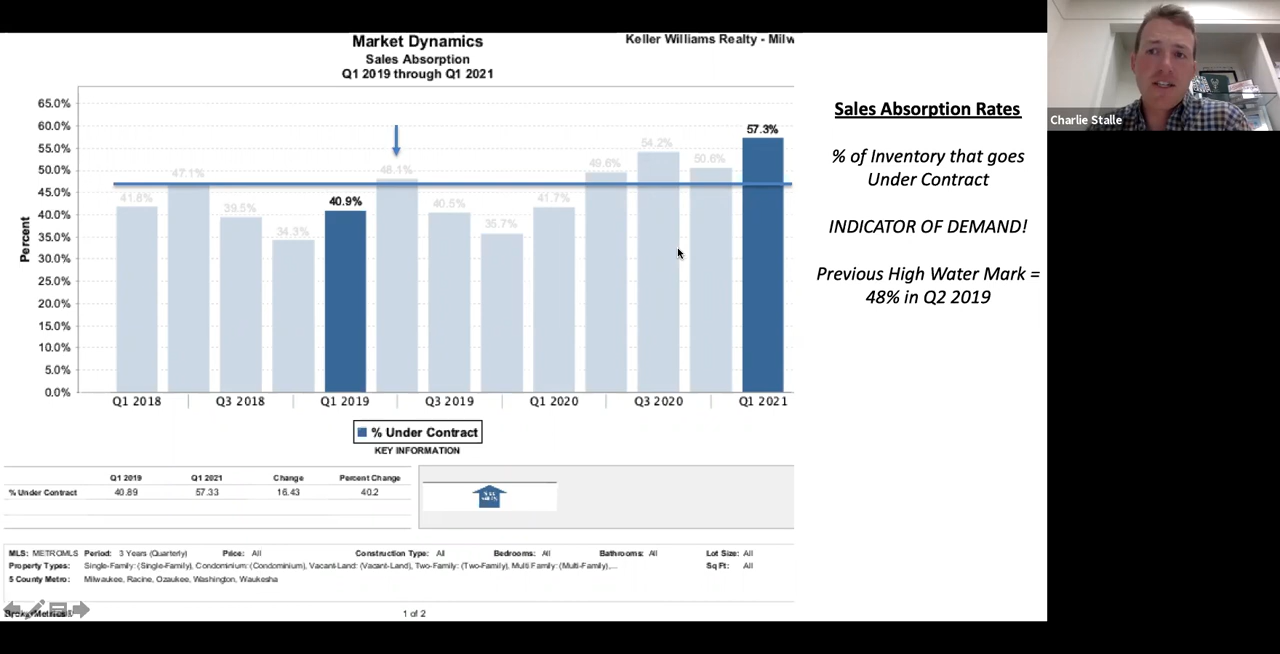 Market Dynamics
Sales Absorption
Q1 2019 through Q1 2021
Keller Williams Realty - Milw
65.0%
60.0%
55.0%
50.0%
45.0%
40.0%
35.0%
30.0%
25.0%
20.0%
15.0%
10.0%
5.0%
0.0%
Percent
41.8%
47.1%
39.5%
34.3%
40.9%
48.1%
40.5%
35.7%
41.7%
49.6%
54.2%
50.6%
57.3%
Q1 2018
Q3 2018
Q1 2019
Q3 2019
Q1 2020
Q3 2020
Q1 2021
% Under Contract
KEY INFORMATION
Q1 2019 Q1 2021 Change Percent Change
% Under Contract 40.89 57.33 16.43 40.2
MLS: METROMLS Period: 3 Years (Quarterly) Price: All Construction Type: All Bedrooms: All Bathrooms: All Lot Size: All
Property Types: Single-Family: (Single-Family), Condominium: (Condominium), Vacant-Land: (Vacant-Land), Two-Family: (Two-Family), Multi Family: (Multi-Family),... Sq Ft: All
5 County Metro: Milwaukee, Racine, Ozaukee, Washington, Waukesha
BrokerMetrics®
1 of 2
Sales Absorption Rates
% of Inventory that goes
Under Contract
INDICATOR OF DEMAND!
Previous High Water Mark =
48% in Q2 2019
Charlie Stalle